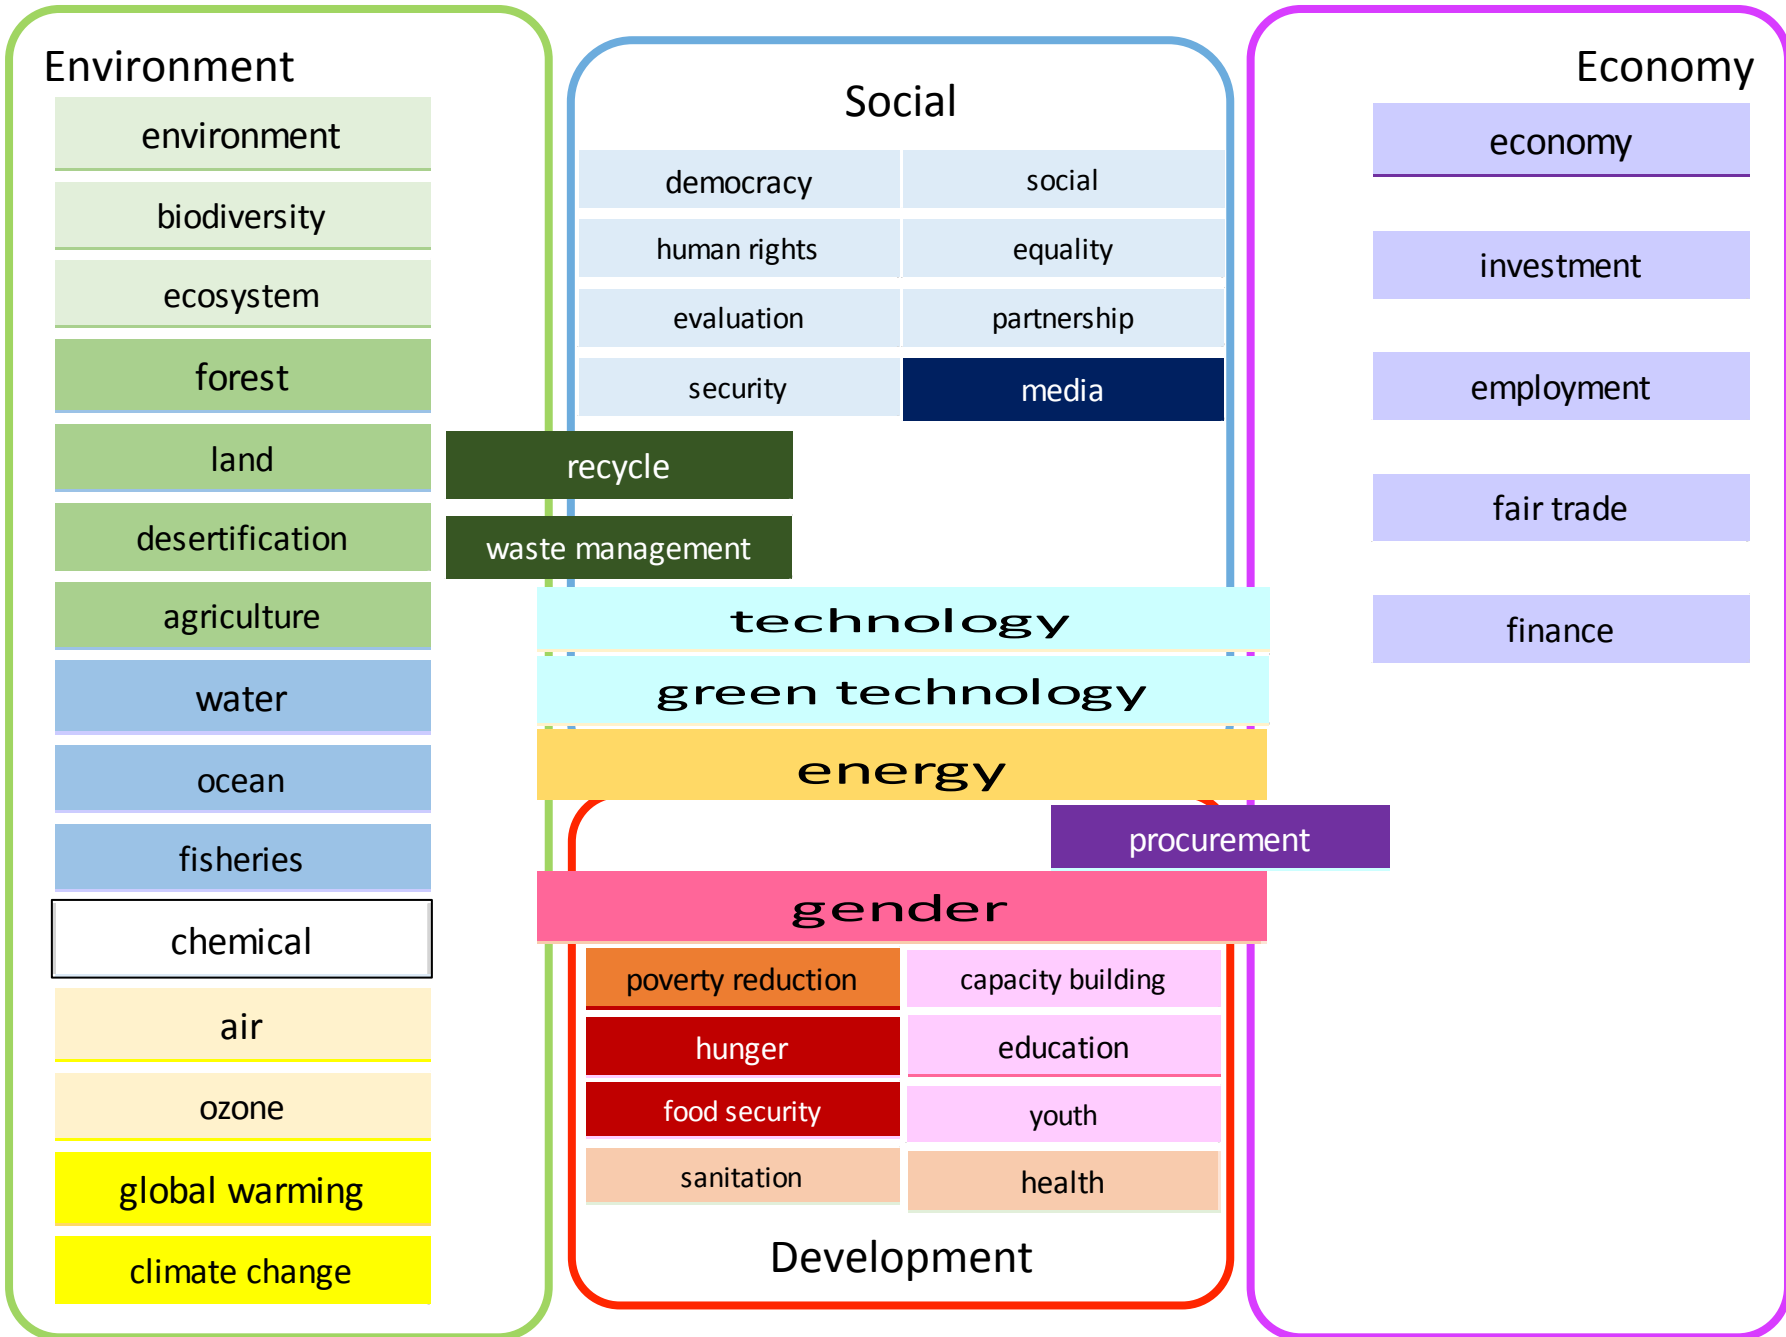 Environment
environment
biodiversity
ecosystem
forest
land
desertification
agriculture
water
ocean
fisheries
chemical
air
ozone
global warming
climate change
Social
democracy
social
human rights
equality
evaluation
partnership
security
media
recycle
waste management
technology
green technology
energy
procurement
gender
poverty reduction
capacity building
hunger
education
food security
youth
sanitation
health
Development
Economy
economy
investment
employment
fair trade
finance